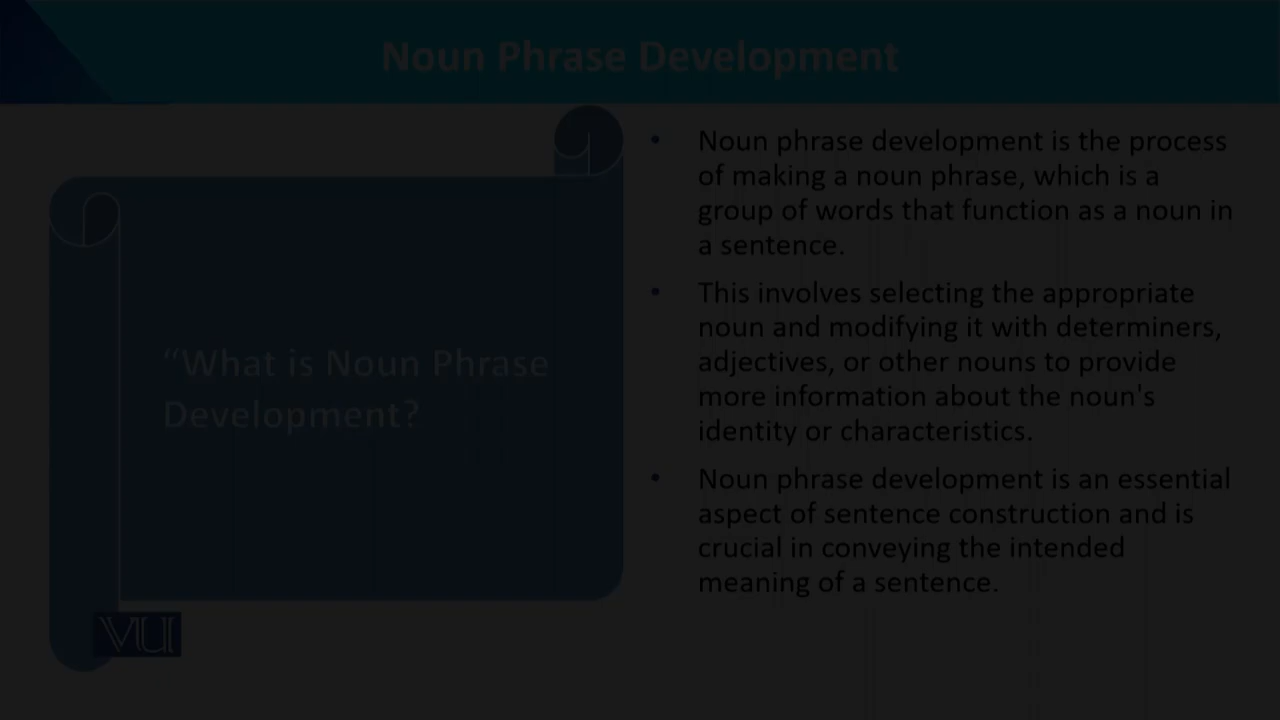 Noun Phrase Development
“What is Noun Phrase
Development?
• Noun phrase development is the process
of making a noun phrase, which is a
group of words that function as a noun in
a sentence.
• This involves selecting the appropriate
noun and modifying it with determiners,
adjectives, or other nouns to provide
more information about the noun's
identity or characteristics.
• Noun phrase development is an essential
aspect of sentence construction and is
crucial in conveying the intended
meaning of a sentence.
VU